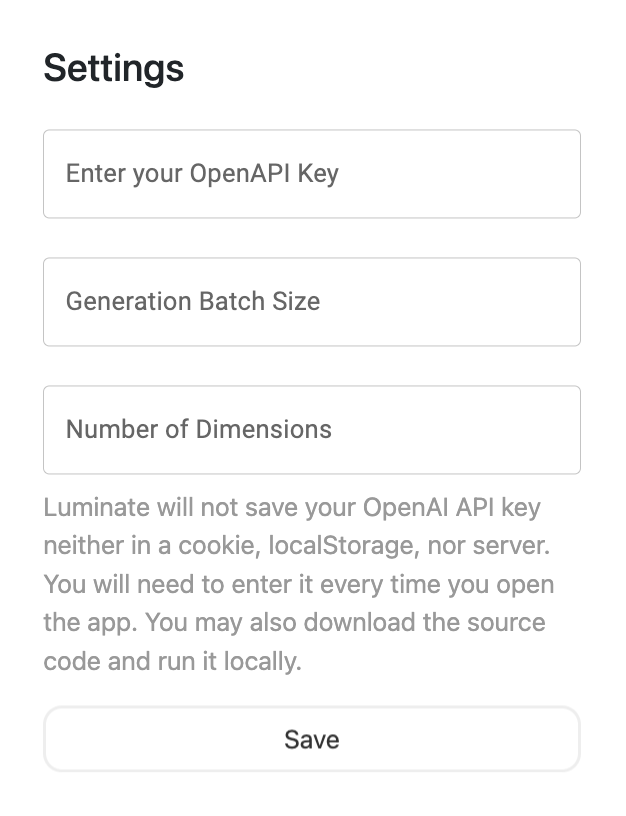 Settings
Enter your OpenAPI Key
Generation Batch Size
Number of Dimensions
Luminate will not save your OpenAI API key
neither in a cookie, localStorage, nor server.
You will need to enter it every time you open
the app. You may also download the source
code and run it locally.
Save